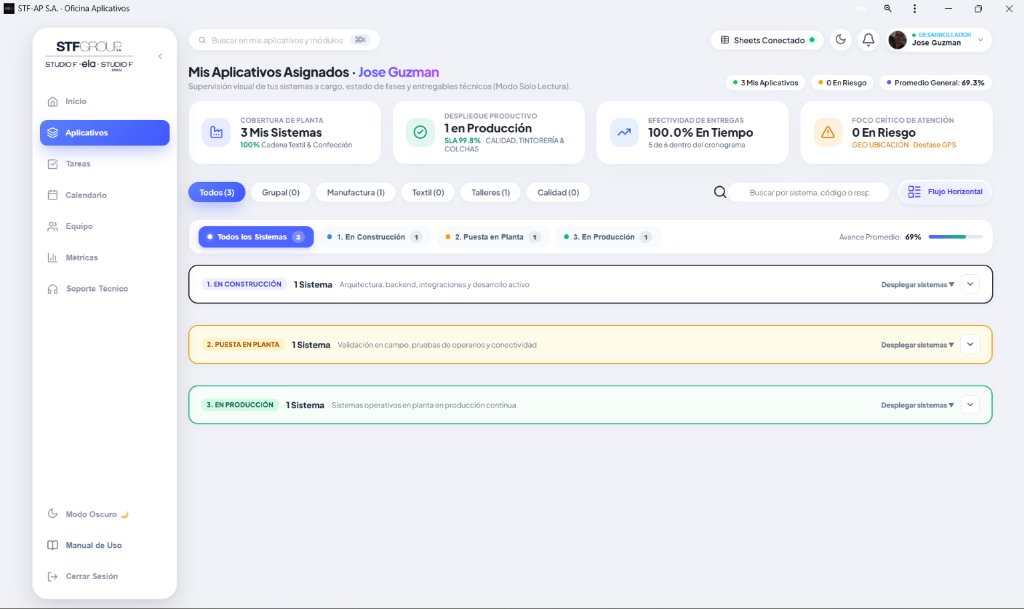 STF-AP S.A. - Oficina Aplicativos
STFGROUP S.A.
STUDIO F · ela · STUDIO F MAN
Inicio
Aplicativos
Tareas
Calendario
Equipo
Métricas
Soporte Técnico
Modo Oscuro 🌙
Manual de Uso
Cerrar Sesión
Buscar en mis aplicativos y módulos ⌘K
Sheets Conectado
DESARROLLADOR
Jose Guzman
Mis Aplicativos Asignados · Jose Guzman
Supervisión visual de tus sistemas a cargo, estado de fases y entregables técnicos (Modo Solo Lectura).
3 Mis Aplicativos
0 En Riesgo
Promedio General: 69.3%
COBERTURA DE PLANTA
3 Mis Sistemas
100% Cadena Textil & Confección
DESPLIEGUE PRODUCTIVO
1 en Producción
SLA 99.8% · CALIDAD, TINTORERÍA &
COLCHAS
EFECTIVIDAD DE ENTREGAS
100.0% En Tiempo
5 de 6 dentro del cronograma
FOCO CRÍTICO DE ATENCIÓN
0 En Riesgo
GEO UBICACIÓN · Desfase GPS
Todos (3)
Grupal (0)
Manufactura (1)
Textil (0)
Talleres (1)
Calidad (0)
Buscar por sistema, código o resp
Flujo Horizontal
Todos los Sistemas 3
1. En Construcción 1
2. Puesta en Planta 1
3. En Producción 1
Avance Promedio: 69%
1. EN CONSTRUCCIÓN 1 Sistema Arquitectura, backend, integraciones y desarrollo activo Desplegar sistemas ▼
2. PUESTA EN PLANTA 1 Sistema Validación en campo, pruebas de operarios y conectividad Desplegar sistemas ▼
3. EN PRODUCCIÓN 1 Sistema Sistemas operativos en planta en producción continua Desplegar sistemas ▼